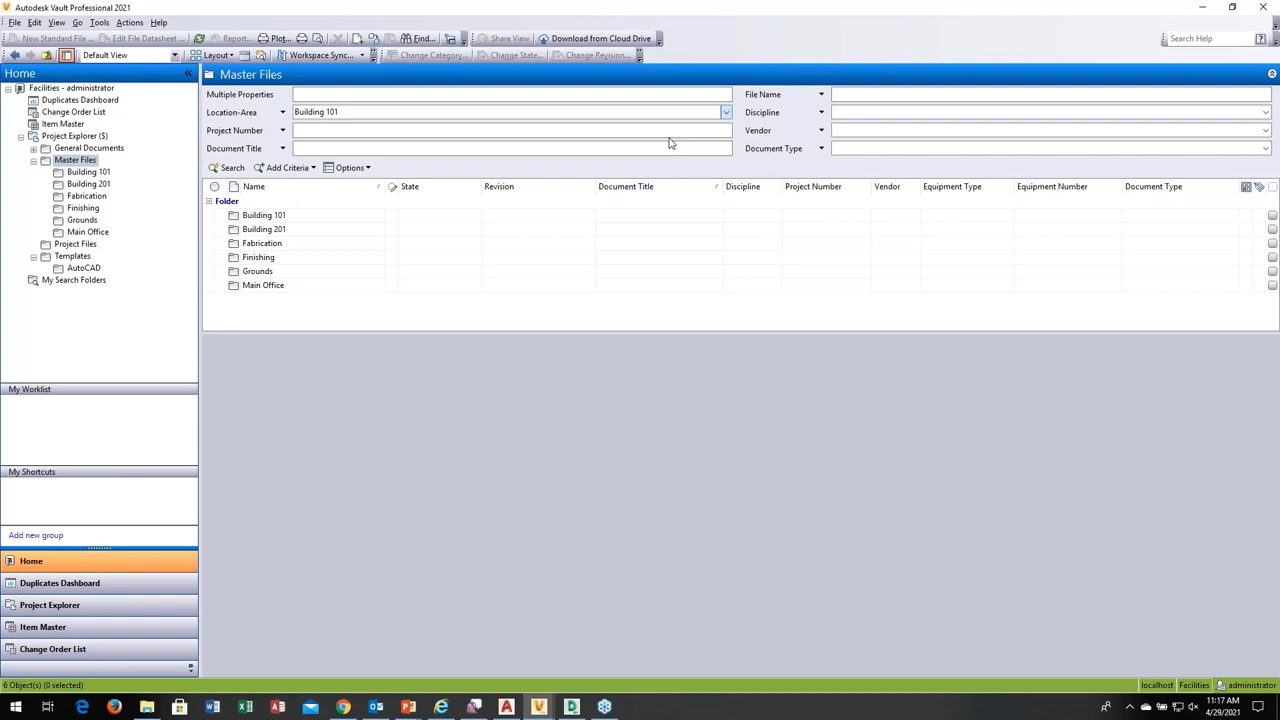 Autodesk Vault Professional 2021
File Edit View Go Tools Actions Help
New Standard File... Edit File Datasheet... Report... Plot... Find... Share View Download from Cloud Drive Search Help
Default View Layout Workspace Sync... Change Category... Change State... Change Revision...
Home
Facilities - administrator
Duplicates Dashboard
Change Order List
Item Master
Project Explorer ($)
General Documents
Master Files
Building 101
Building 201
Fabrication
Finishing
Grounds
Main Office
Project Files
Templates
AutoCAD
My Search Folders
My Worklist
My Shortcuts
Add new group
Home
Duplicates Dashboard
Project Explorer
Item Master
Change Order List
Master Files
Multiple Properties File Name
Location-Area Building 101 Discipline
Project Number Vendor
Document Title Document Type
Search Add Criteria Options
Name State Revision Document Title Discipline Project Number Vendor Equipment Type Equipment Number Document Type
Folder
Building 101
Building 201
Fabrication
Finishing
Grounds
Main Office
6 Object(s) (0 selected) localhost Facilities administrator
11:17 AM
4/29/2021